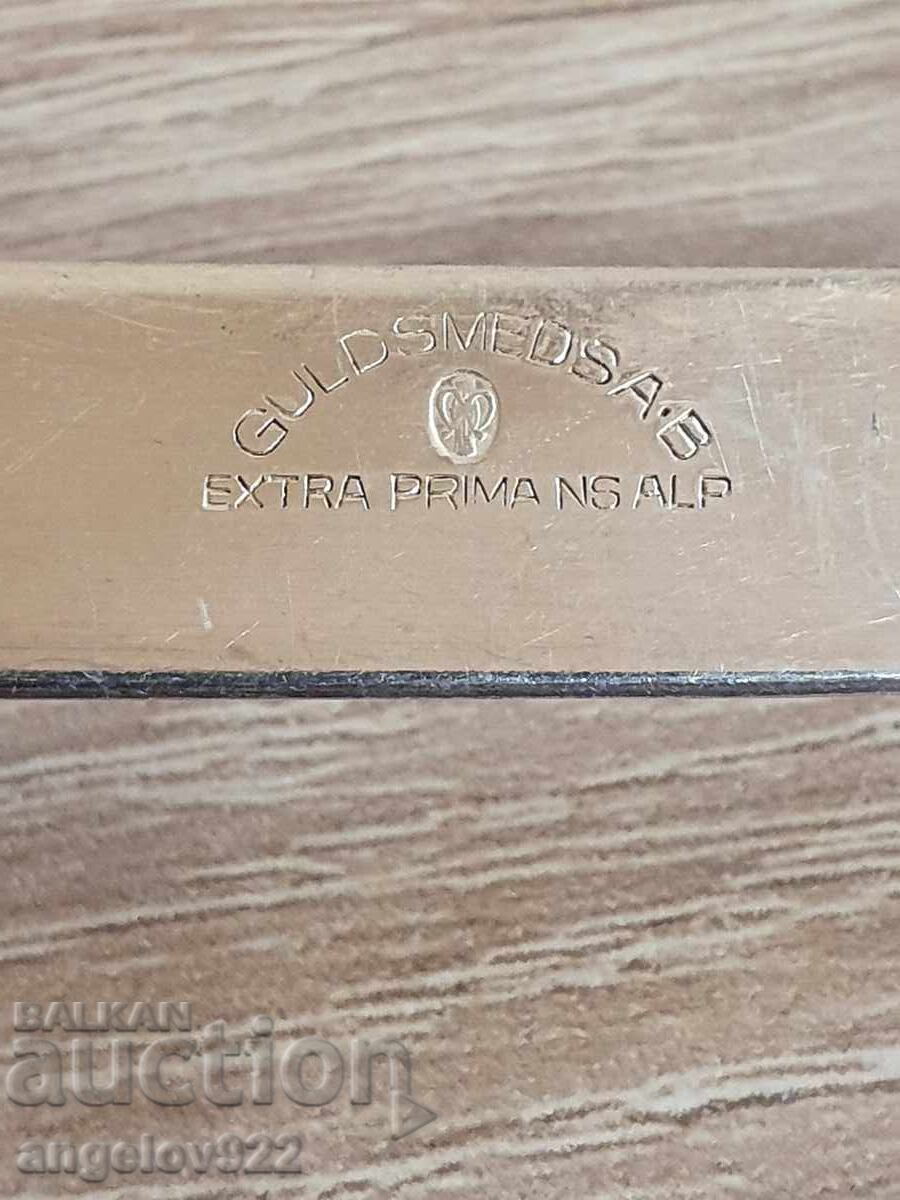 GULDSMEDSA·B
EXTRA PRIMA NS ALP
BALKAN
auction
angelov922